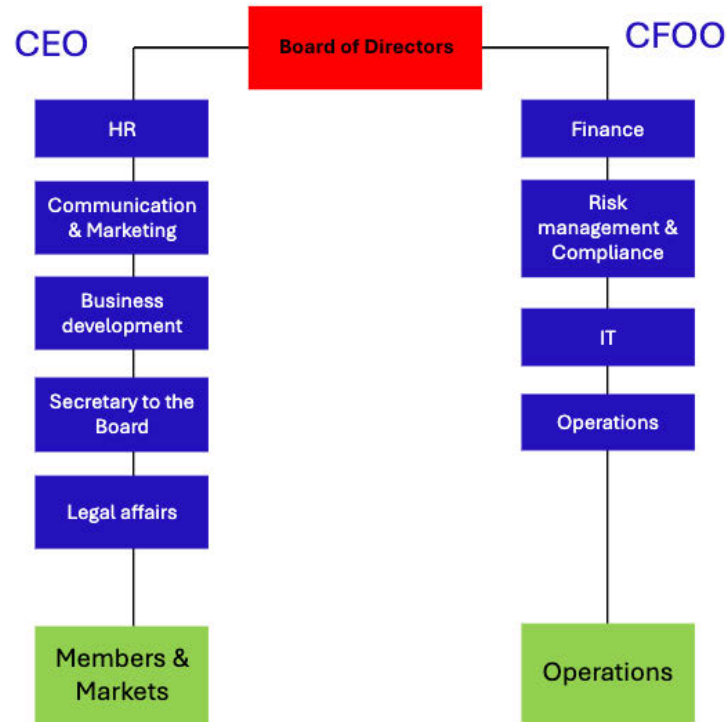 CEO
Board of Directors
CFOO
HR
Communication
& Marketing
Business
development
Secretary to the
Board
Legal affairs
Members &
Markets
Finance
Risk
management &
Compliance
IT
Operations
Operations